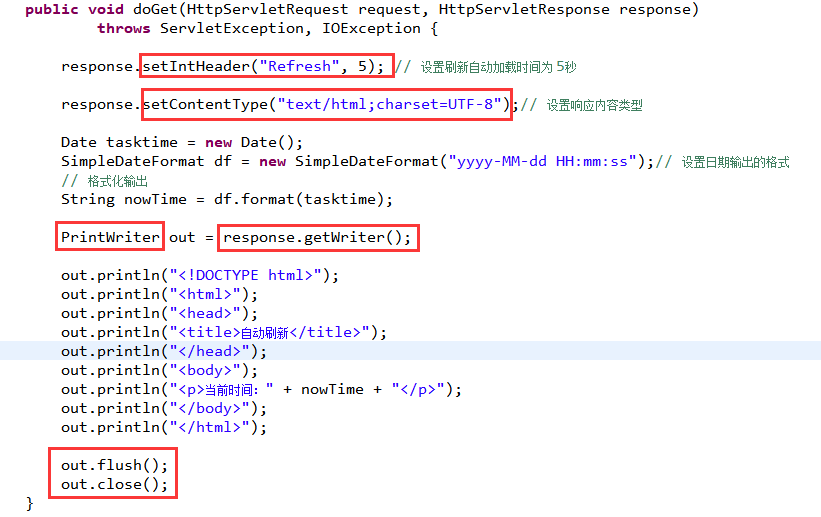 public void doGet(HttpServletRequest request, HttpServletResponse response)
throws ServletException, IOException {
response.setIntHeader("Refresh", 5); // 设置刷新自动加载时间为 5秒
response.setContentType("text/html;charset=UTF-8");// 设置响应内容类型
Date tasktime = new Date();
SimpleDateFormat df = new SimpleDateFormat("yyyy-MM-dd HH:mm:ss");// 设置日期输出的格式
// 格式化输出
String nowTime = df.format(tasktime);
PrintWriter out = response.getWriter();
out.println("<!DOCTYPE html>");
out.println("<html>");
out.println("<head>");
out.println("<title>自动刷新</title>");
out.println("</head>");
out.println("<body>");
out.println("<p>当前时间：" + nowTime + "</p>");
out.println("</body>");
out.println("</html>");
out.flush();
out.close();
}